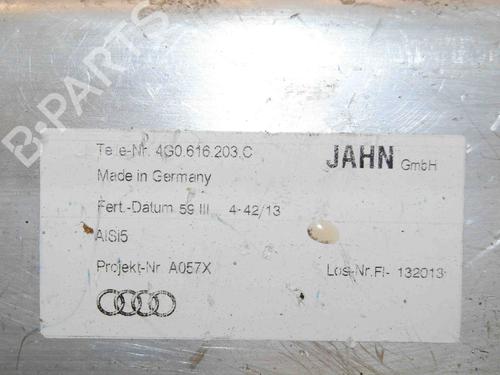 Teile-Nr. 4G0.616.203.C
JAHN GmbH
Made in Germany
Fert.-Datum 59 III 4-42/13
AlSi5
Projekt-Nr A057X
Los-Nr.Fl- 132013
B-PARTS